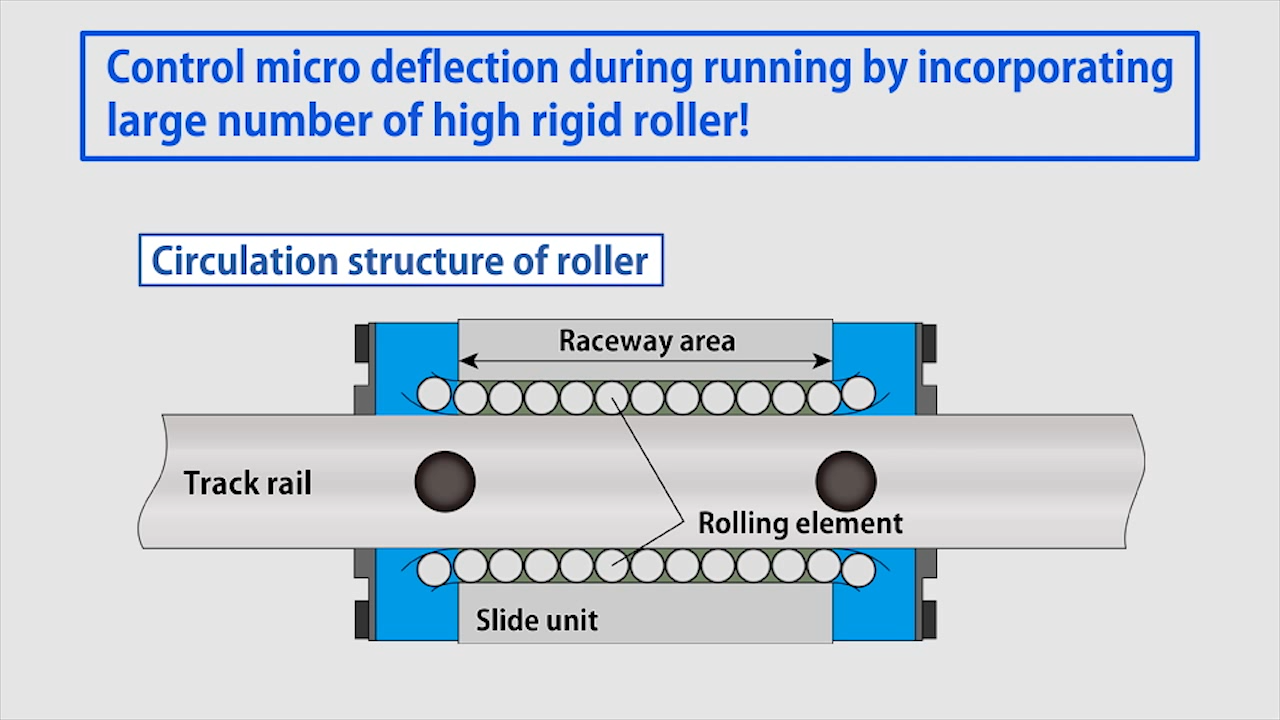 Control micro deflection during running by incorporating
large number of high rigid roller!
Circulation structure of roller
Raceway area
Track rail
Rolling element
Slide unit